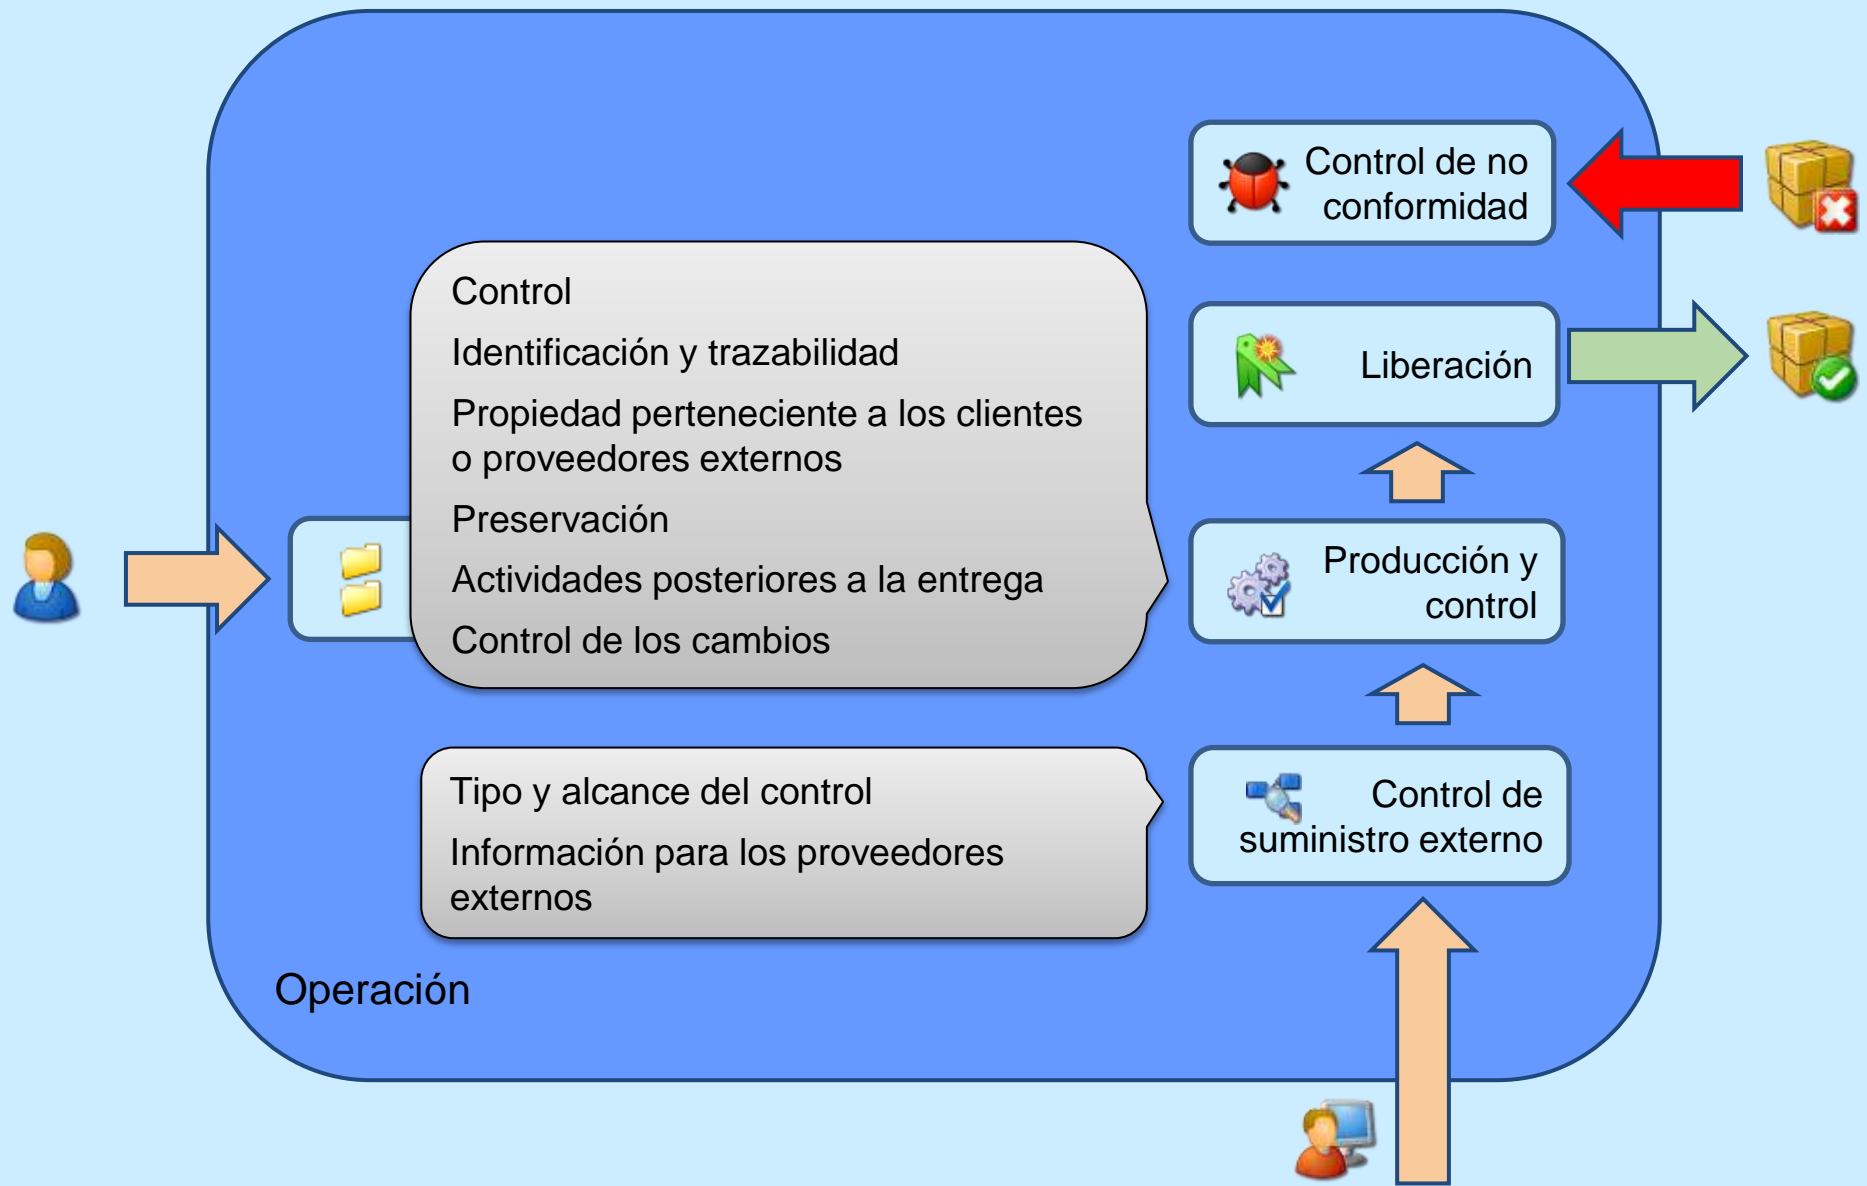 Control de no
conformidad
Control
Identificación y trazabilidad
Propiedad perteneciente a los clientes
o proveedores externos
Preservación
Actividades posteriores a la entrega
Control de los cambios
Liberación
Producción y
control
Tipo y alcance del control
Información para los proveedores
externos
Control de
suministro externo
Operación